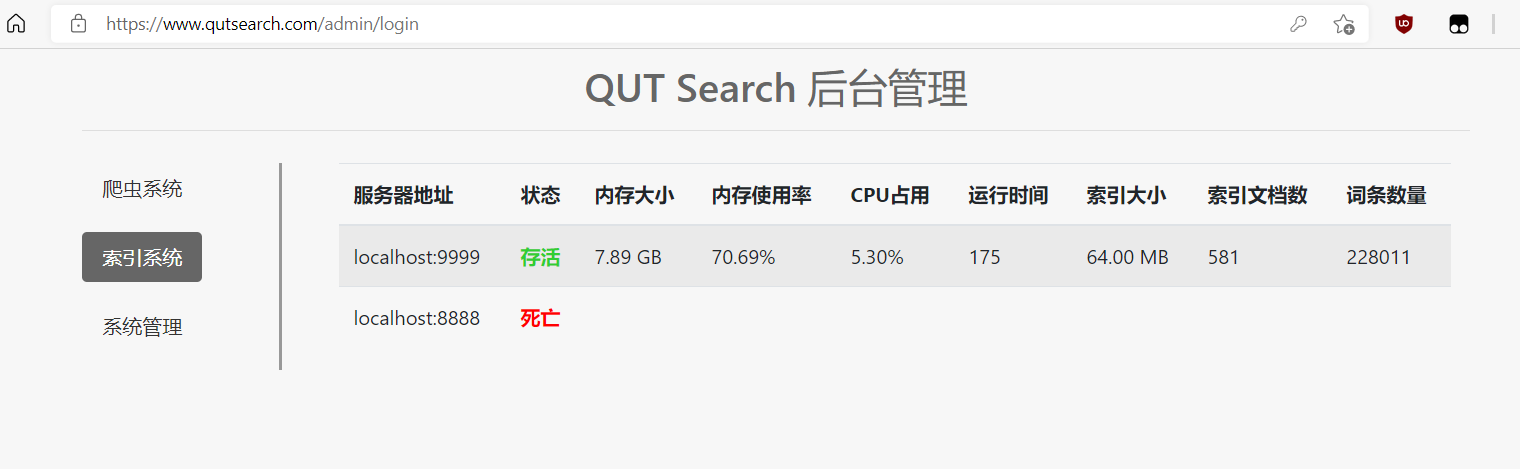 https://www.qutsearch.com/admin/login
QUT Search 后台管理
爬虫系统
索引系统
系统管理
服务器地址 状态 内存大小 内存使用率 CPU占用 运行时间 索引大小 索引文档数 词条数量
localhost:9999 存活 7.89 GB 70.69% 5.30% 175 64.00 MB 581 228011
localhost:8888 死亡